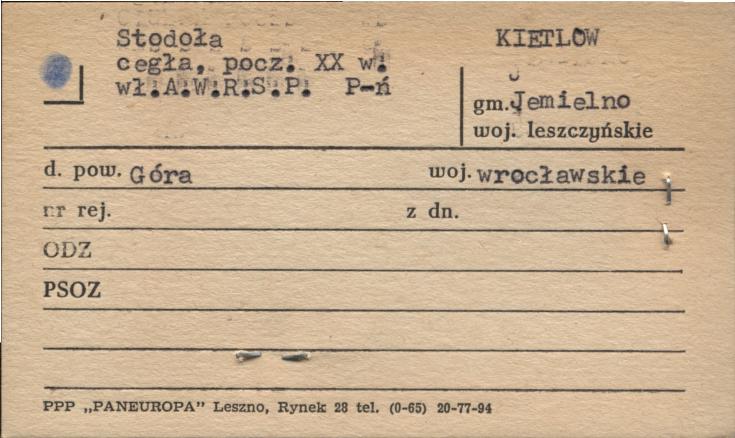 Stodoła
cegła, pocz. XX w.
wł.A.W.R.S.P. P-ń
KIETLOW
gm. Jemielno
woj. leszczyńskie
d. pow. Góra woj. wrocławskie
nr rej. z dn.
ODZ
PSOZ
PPP „PANEUROPA” Leszno, Rynek 28 tel. (0-65) 20-77-94